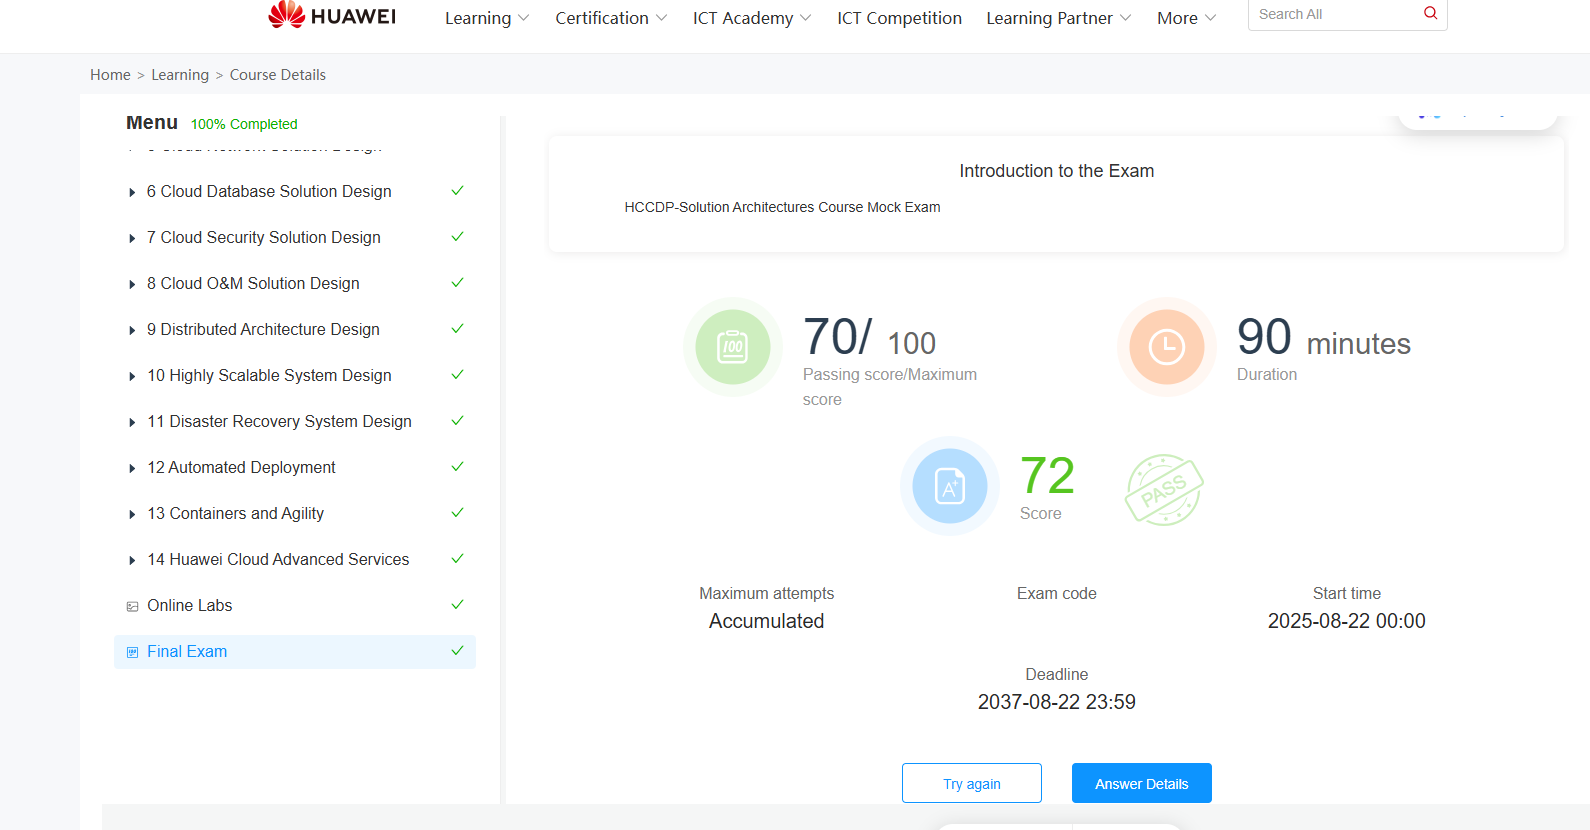 HUAWEI
Learning
Certification
ICT Academy
ICT Competition
Learning Partner
More
Search All
Home > Learning > Course Details
Menu 100% Completed
6 Cloud Database Solution Design
7 Cloud Security Solution Design
8 Cloud O&M Solution Design
9 Distributed Architecture Design
10 Highly Scalable System Design
11 Disaster Recovery System Design
12 Automated Deployment
13 Containers and Agility
14 Huawei Cloud Advanced Services
Online Labs
Final Exam
Introduction to the Exam
HCCDP-Solution Architectures Course Mock Exam
100
70/ 100
Passing score/Maximum
score
90 minutes
Duration
A+
72
Score
PASS
Maximum attempts
Accumulated
Exam code
Start time
2025-08-22 00:00
Deadline
2037-08-22 23:59
Try again
Answer Details